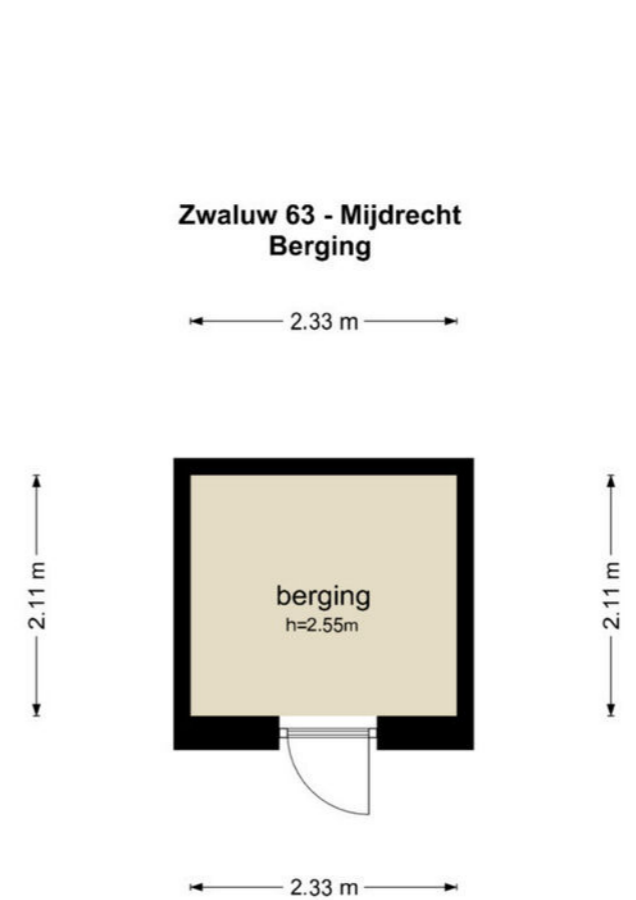 Zwaluw 63 - Mijdrecht
Berging
2.33 m
2.11 m
berging
h=2.55m
2.11 m
2.33 m